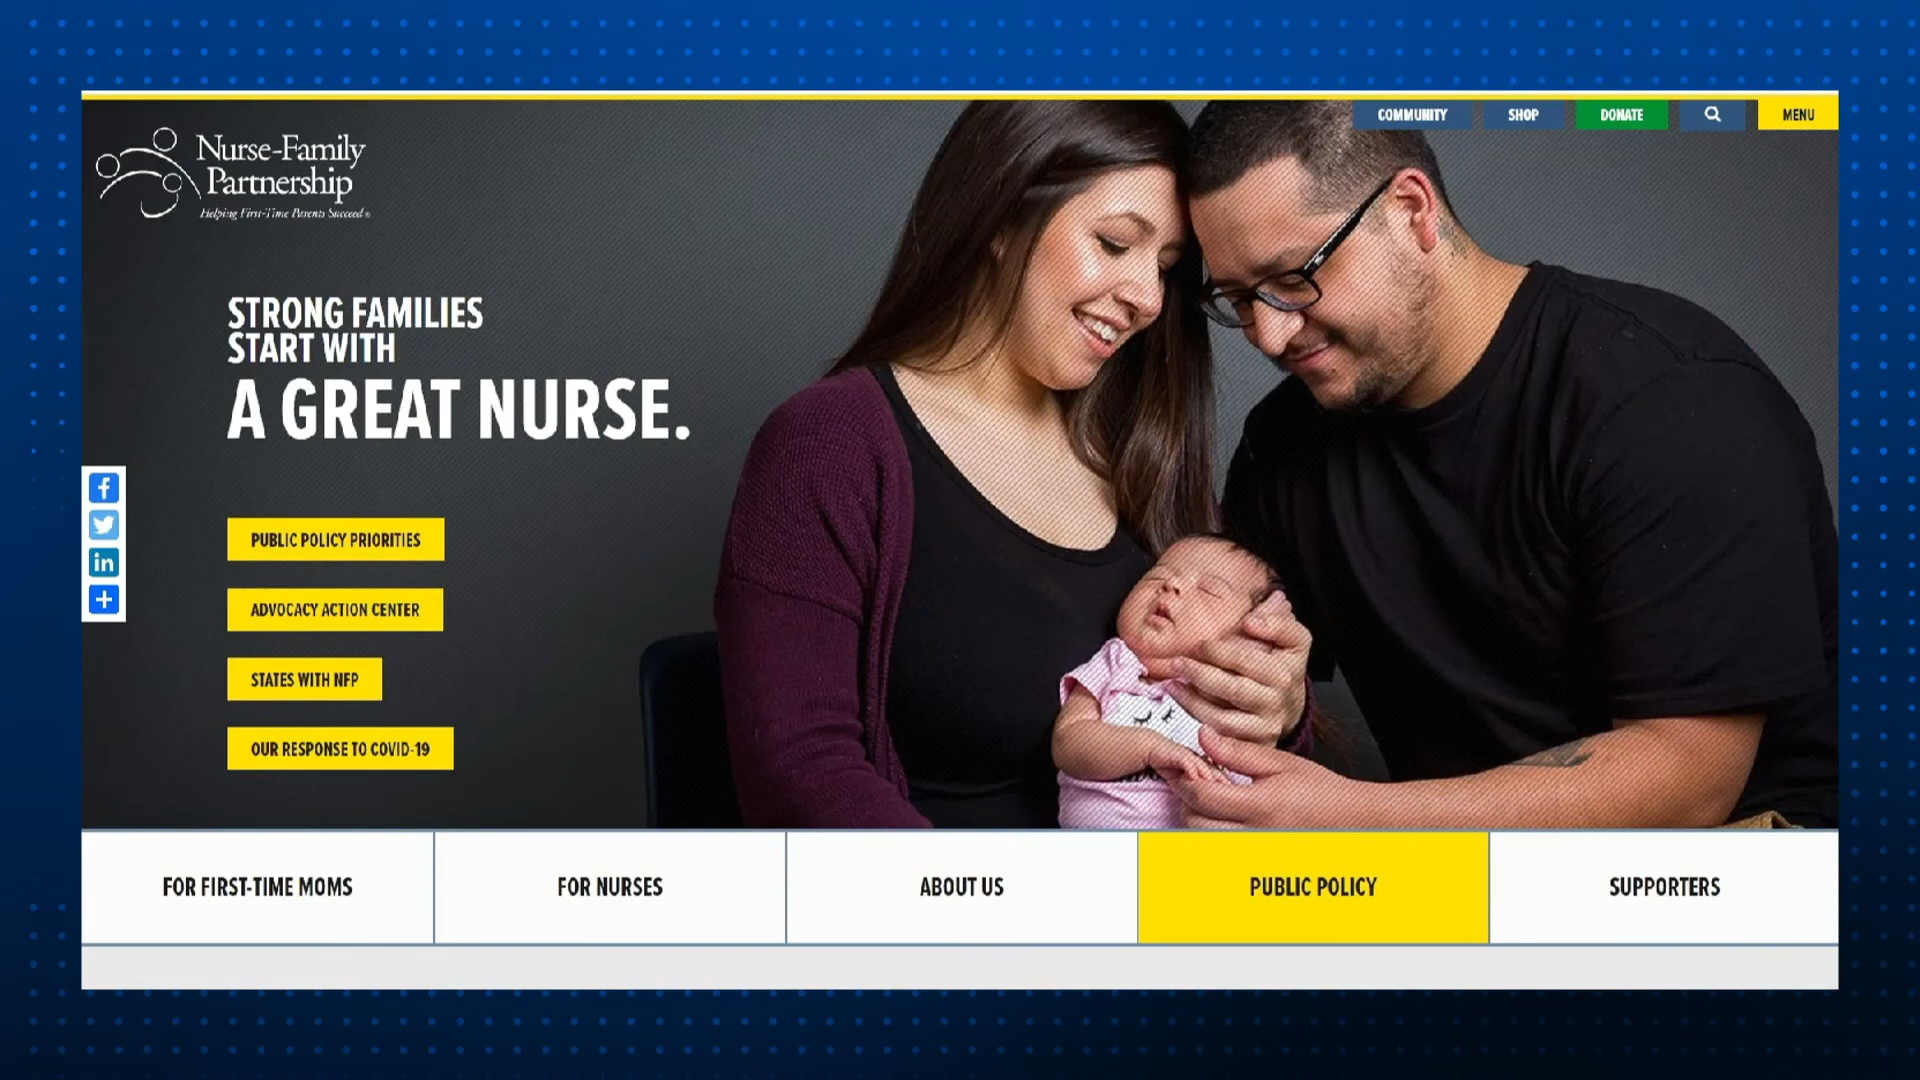 COMMUNITY
SHOP
DONATE
MENU
Nurse-Family
Partnership
Helping First-Time Parents Succeed®
STRONG FAMILIES
START WITH
A GREAT NURSE.
PUBLIC POLICY PRIORITIES
ADVOCACY ACTION CENTER
STATES WITH NFP
OUR RESPONSE TO COVID-19
FOR FIRST-TIME MOMS
FOR NURSES
ABOUT US
PUBLIC POLICY
SUPPORTERS